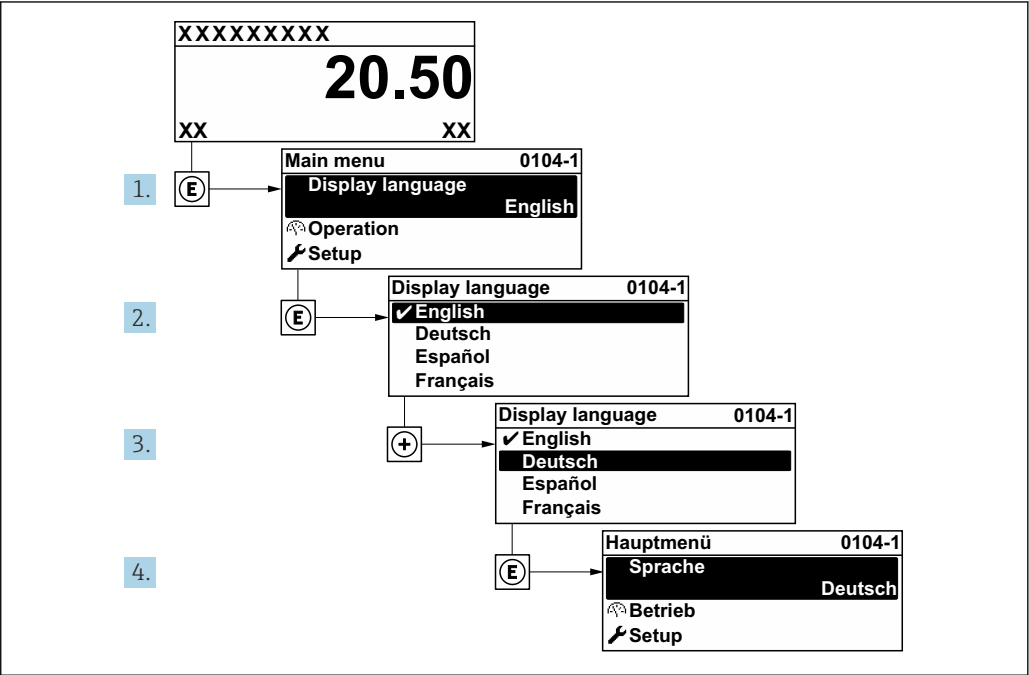 XXXXXXXXX
20.50
XX XX
1. E
Main menu 0104-1
Display language
English
Operation
Setup
2. E
Display language 0104-1
✔ English
Deutsch
Español
Français
3. +
Display language 0104-1
✔ English
Deutsch
Español
Français
4. E
Hauptmenü 0104-1
Sprache
Deutsch
Betrieb
Setup